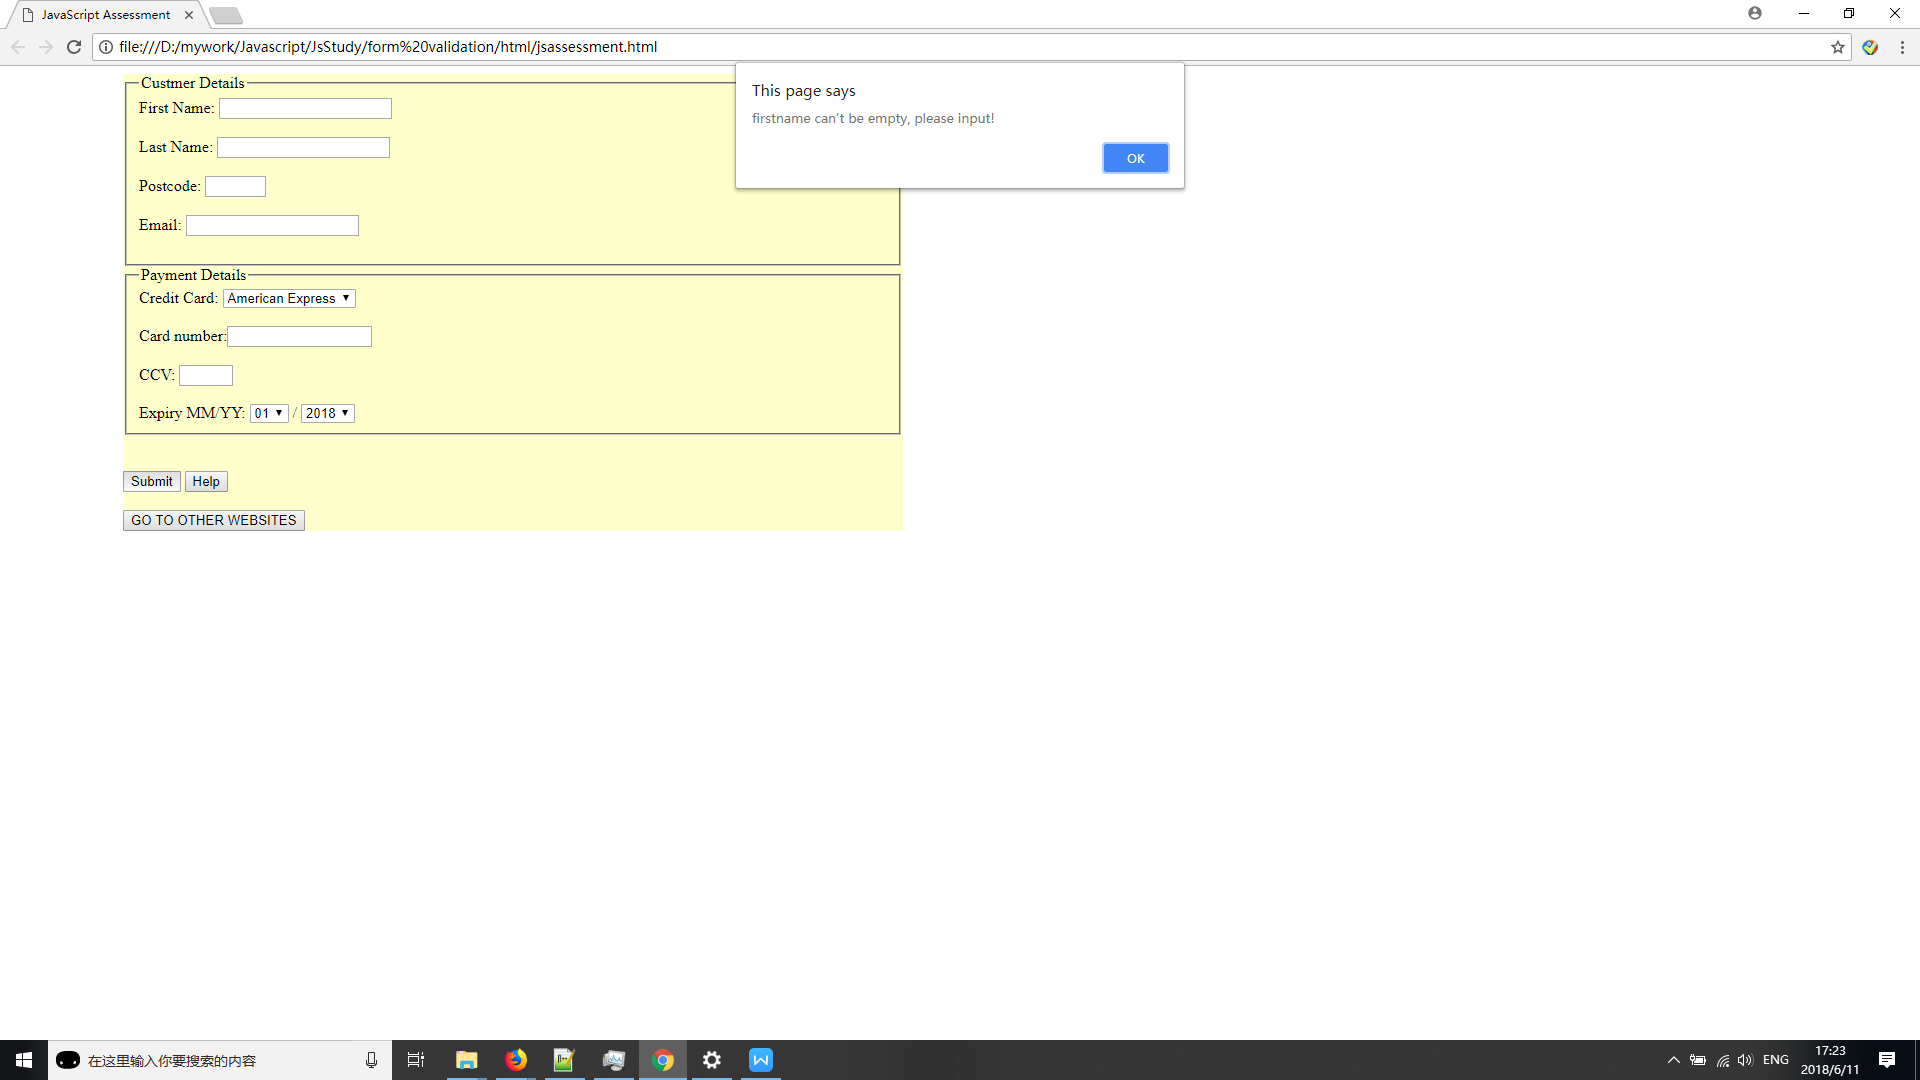 JavaScript Assessment
file:///D:/mywork/Javascript/JsStudy/form%20validation/html/jsassessment.html
This page says
firstname can't be empty, please input!
OK
Custmer Details
First Name:
Last Name:
Postcode:
Email:
Payment Details
Credit Card: American Express
Card number:
CCV:
Expiry MM/YY: 01 / 2018
Submit Help
GO TO OTHER WEBSITES
在这里输入你要搜索的内容
ENG
17:23
2018/6/11